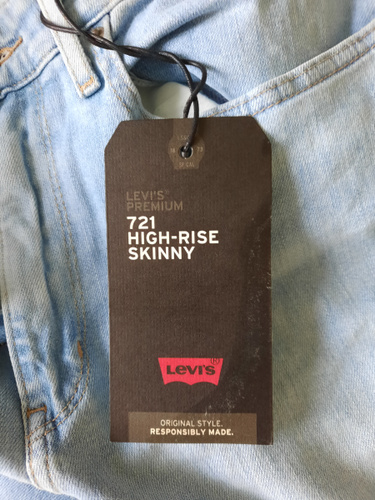 LEVI'S®
PREMIUM
721
HIGH-RISE
SKINNY
Levi's®
ORIGINAL STYLE.
RESPONSIBLY MADE.